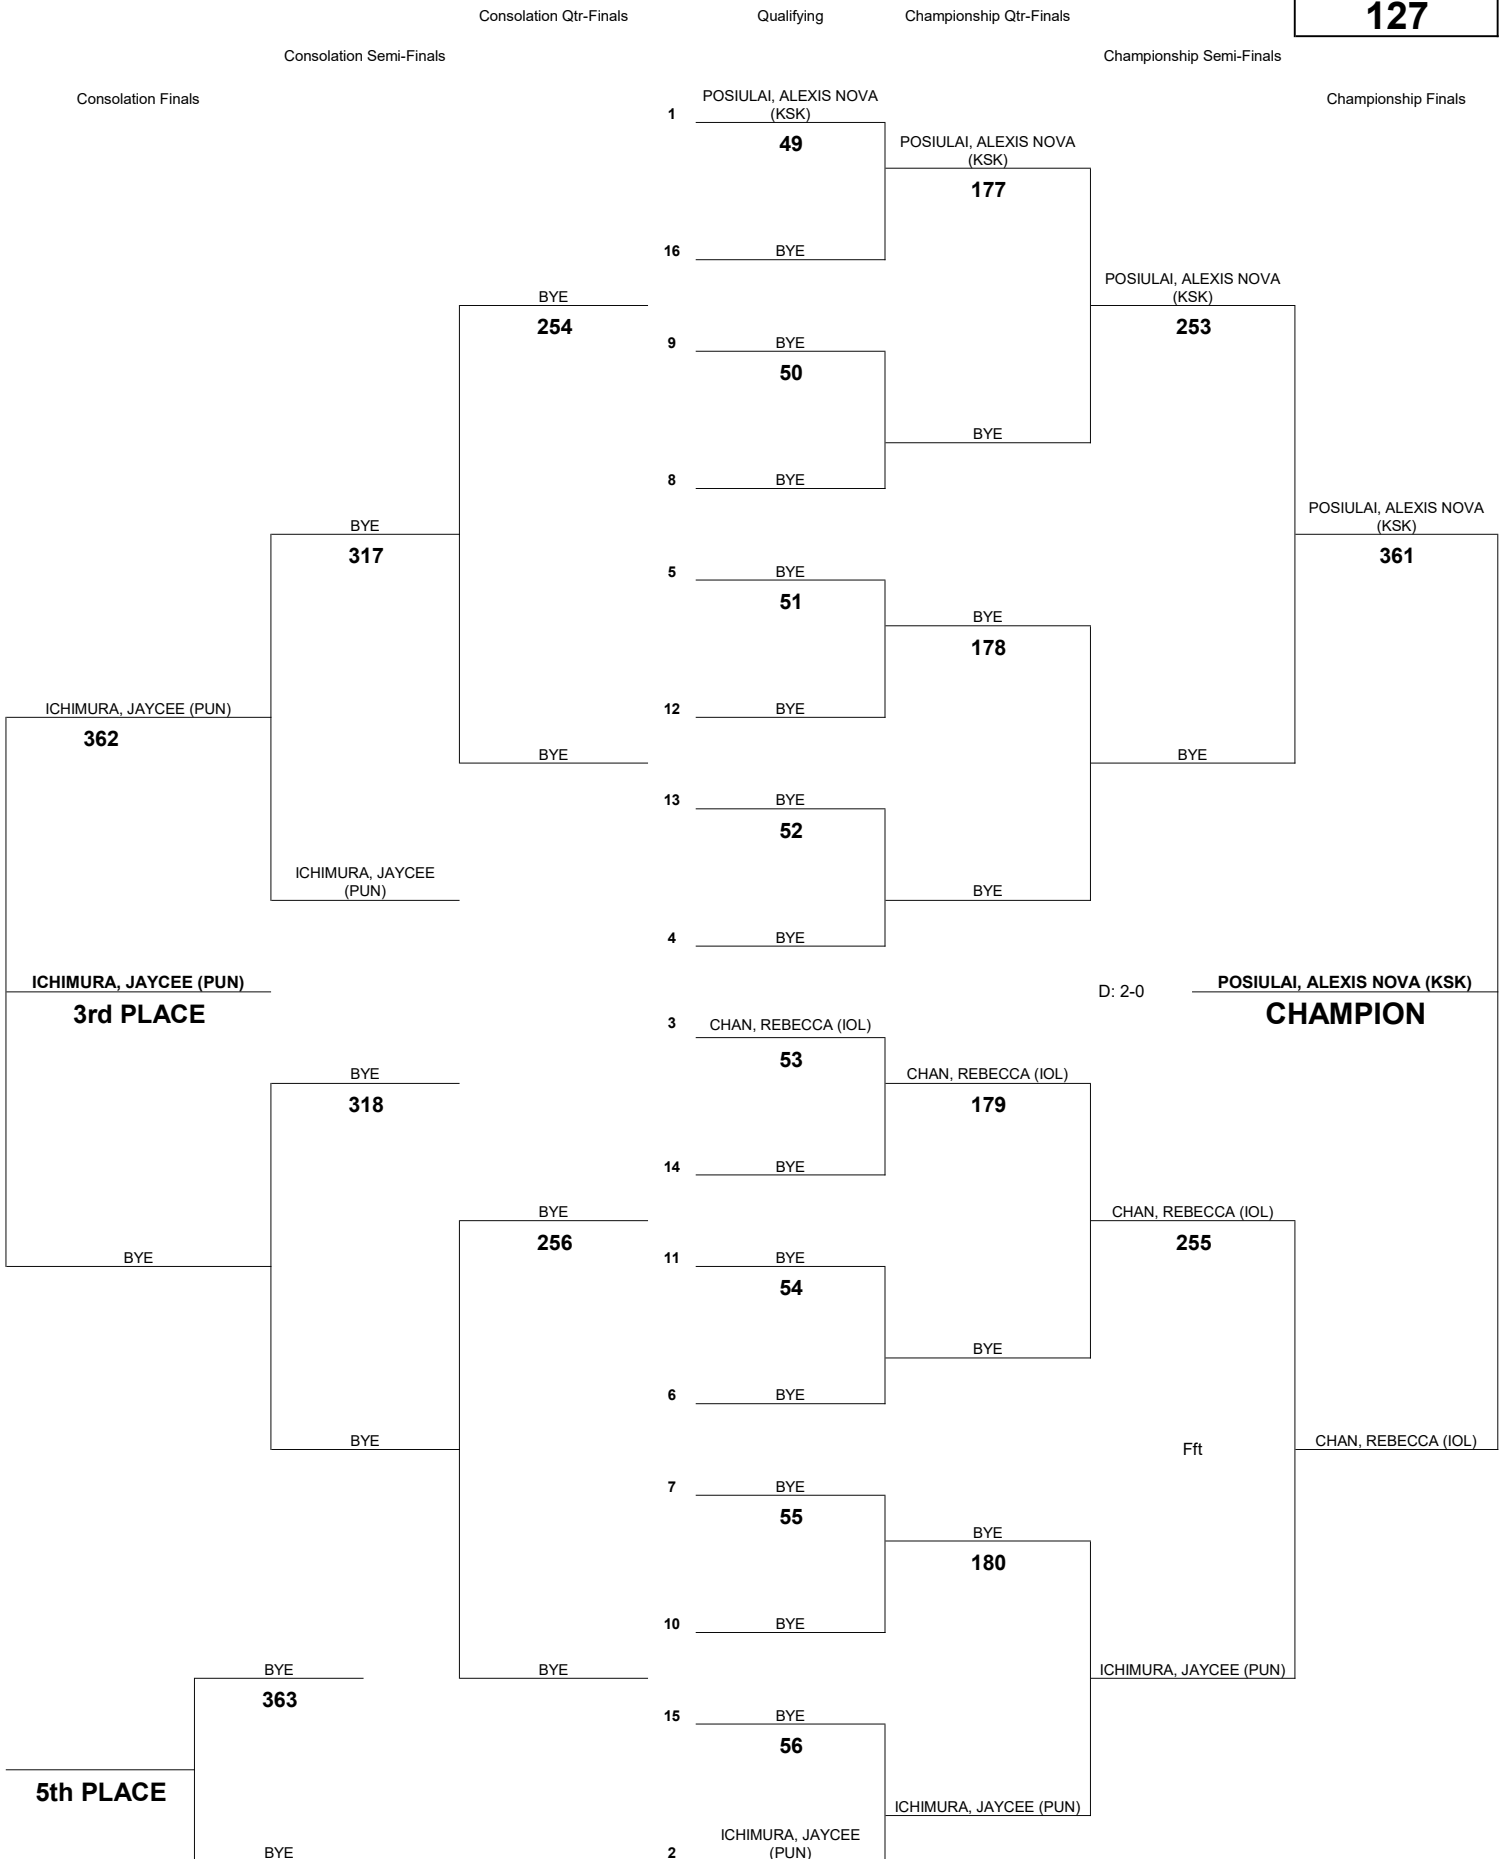 Consolation Qtr-Finals
Qualifying
Championship Qtr-Finals
127
Consolation Semi-Finals
Championship Semi-Finals
Consolation Finals
Championship Finals
POSIULAI, ALEXIS NOVA
(KSK)
1
49
POSIULAI, ALEXIS NOVA
(KSK)
177
16
BYE
POSIULAI, ALEXIS NOVA
(KSK)
BYE
254
253
9
BYE
50
BYE
8
BYE
POSIULAI, ALEXIS NOVA
(KSK)
BYE
317
361
5
BYE
51
BYE
178
ICHIMURA, JAYCEE (PUN)
362
12
BYE
BYE
BYE
13
BYE
52
ICHIMURA, JAYCEE
(PUN)
BYE
4
BYE
ICHIMURA, JAYCEE (PUN)
3rd PLACE
D: 2-0
POSIULAI, ALEXIS NOVA (KSK)
CHAMPION
3
CHAN, REBECCA (IOL)
53
BYE
318
CHAN, REBECCA (IOL)
179
14
BYE
BYE
256
CHAN, REBECCA (IOL)
255
BYE
11
BYE
54
BYE
6
BYE
BYE
Fft
CHAN, REBECCA (IOL)
7
BYE
55
BYE
180
10
BYE
BYE
363
BYE
ICHIMURA, JAYCEE (PUN)
15
BYE
56
5th PLACE
ICHIMURA, JAYCEE (PUN)
ICHIMURA, JAYCEE
(PUN)
2
BYE